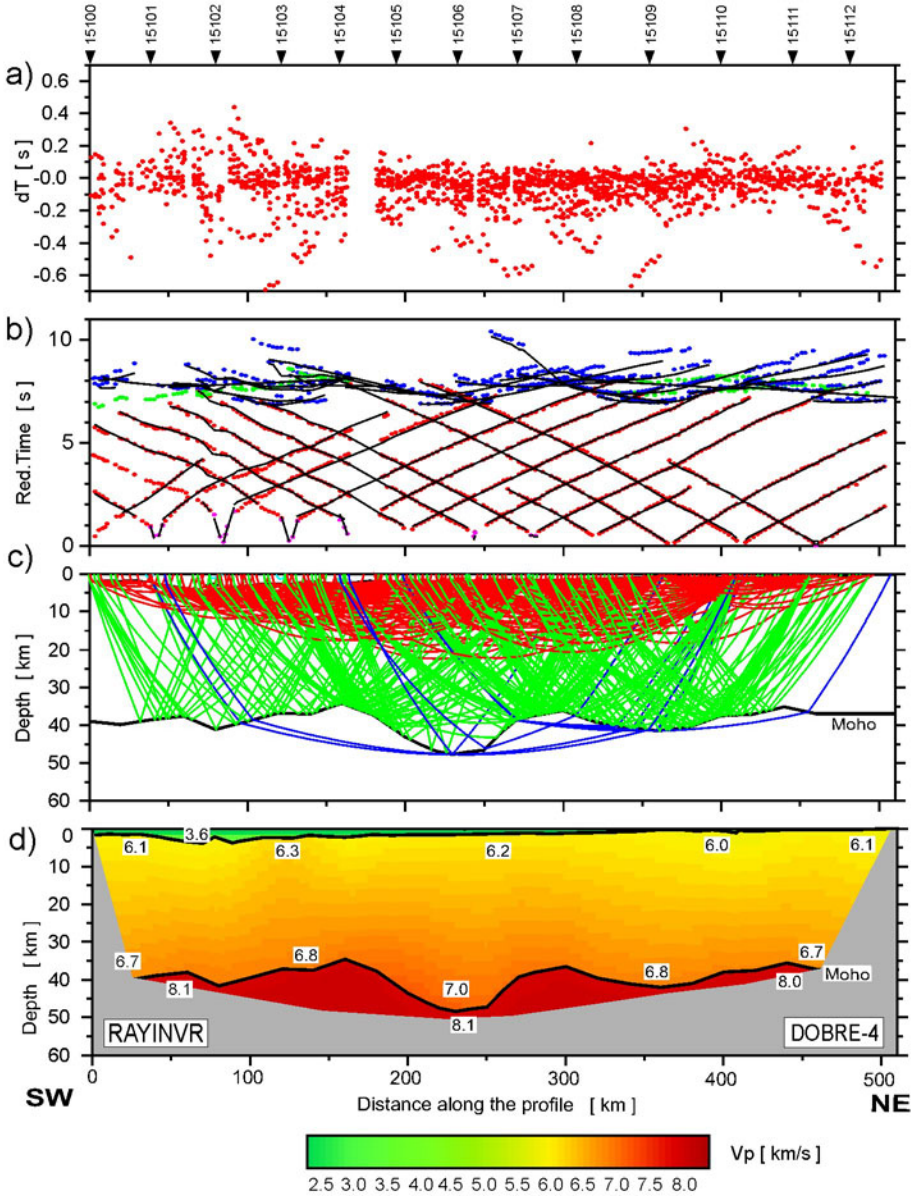 15100 15101 15102 15103 15104 15105 15106 15107 15108 15109 15110 15111 15112
a)
dT [ s ]
0.6
0.4
0.2
-0.0
-0.2
-0.4
-0.6
b)
Red.Time [ s ]
10
5
0
c)
Depth [ km ]
0
10
20
30
40
50
60
Moho
0 100 200 300 400 500
d)
Depth [ km ]
0
10
20
30
40
50
60
3.6
6.1 6.3 6.2 6.0 6.1
6.7 6.8 6.8 6.7
7.0
Moho
8.1 8.0
8.1
RAYINVR DOBRE-4
0 100 200 300 400 500
SW Distance along the profile [ km ] NE
Vp [ km/s ]
2.5 3.0 3.5 4.0 4.5 5.0 5.5 6.0 6.5 7.0 7.5 8.0